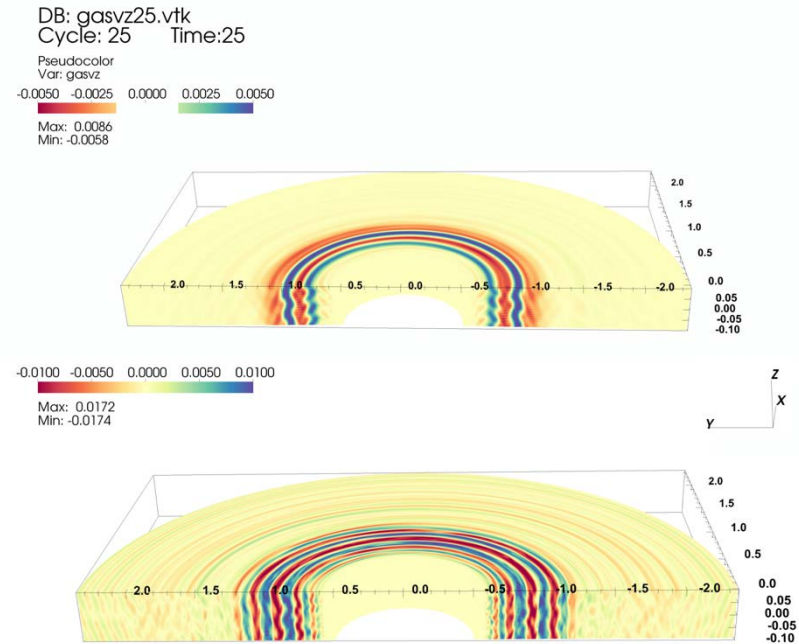 DB: gasvz25.vtk
Cycle: 25 Time:25
Pseudocolor
Var: gasvz
-0.0050 -0.0025 0.0000 0.0025 0.0050
Max: 0.0086
Min: -0.0058
2.0
1.5
1.0
0.5
0.0
2.0 1.5 1.0 0.5 0.0 -0.5 -1.0 -1.5 -2.0
0.05
0.00
-0.05
-0.10
-0.0100 -0.0050 0.0000 0.0050 0.0100
Max: 0.0172
Min: -0.0174
Z
X
Y
2.0
1.5
1.0
0.5
0.0
2.0 1.5 1.0 0.5 0.0 -0.5 -1.0 -1.5 -2.0
0.05
0.00
-0.05
-0.10